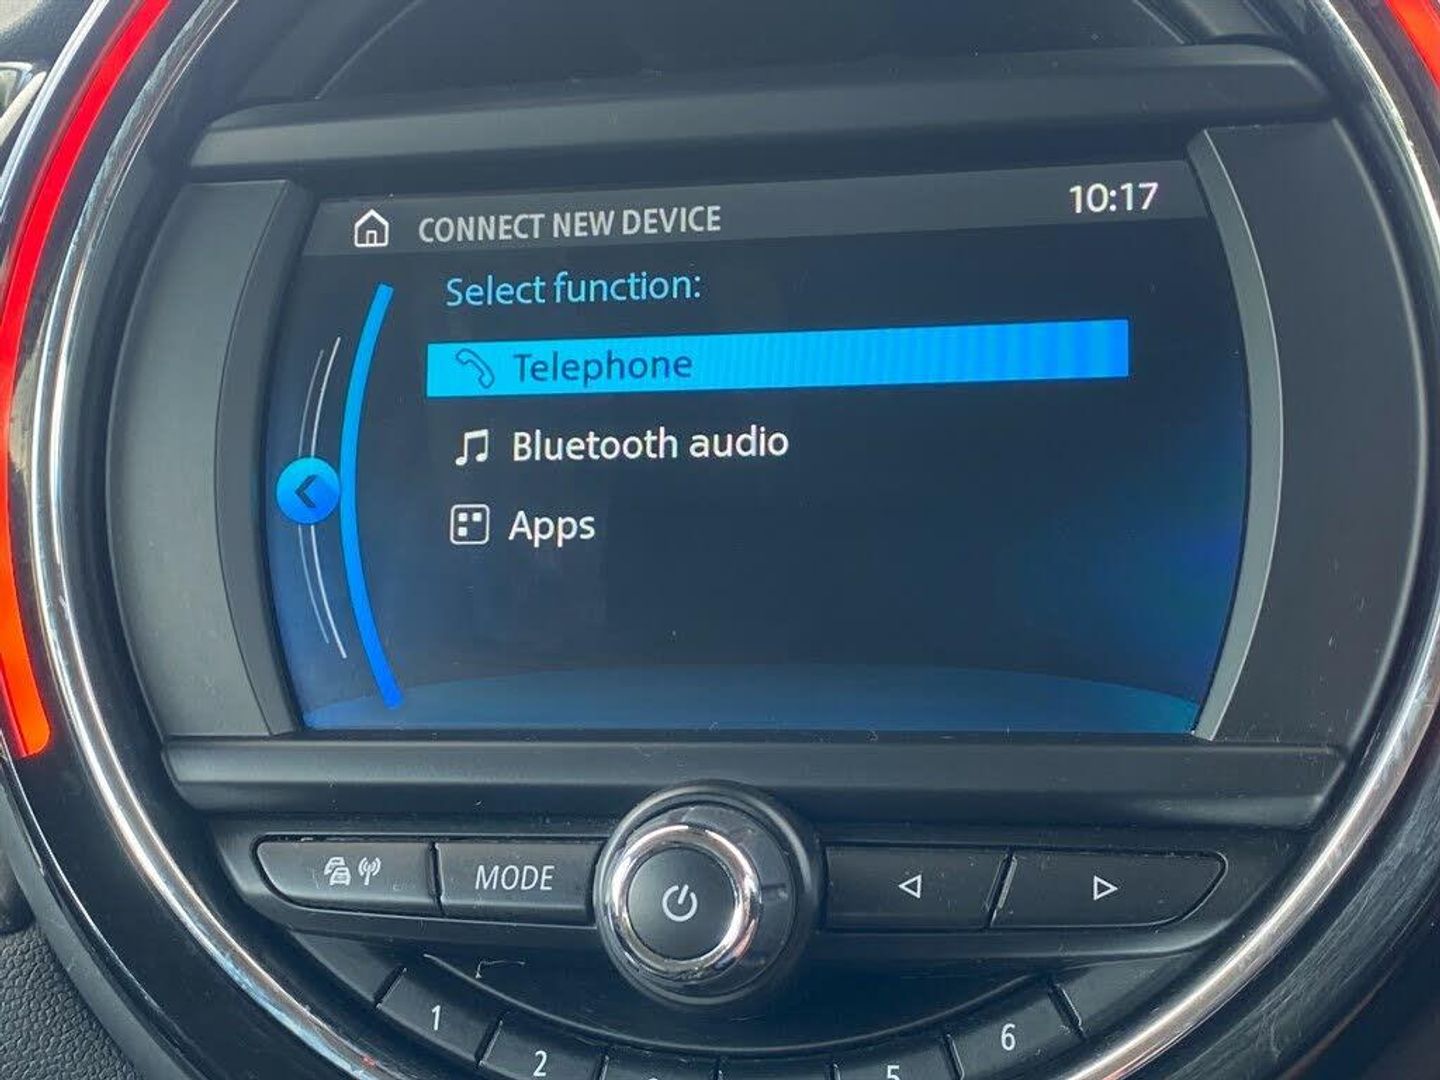 CONNECT NEW DEVICE 10:17
Select function:
Telephone
Bluetooth audio
Apps
MODE
1
2
5
6